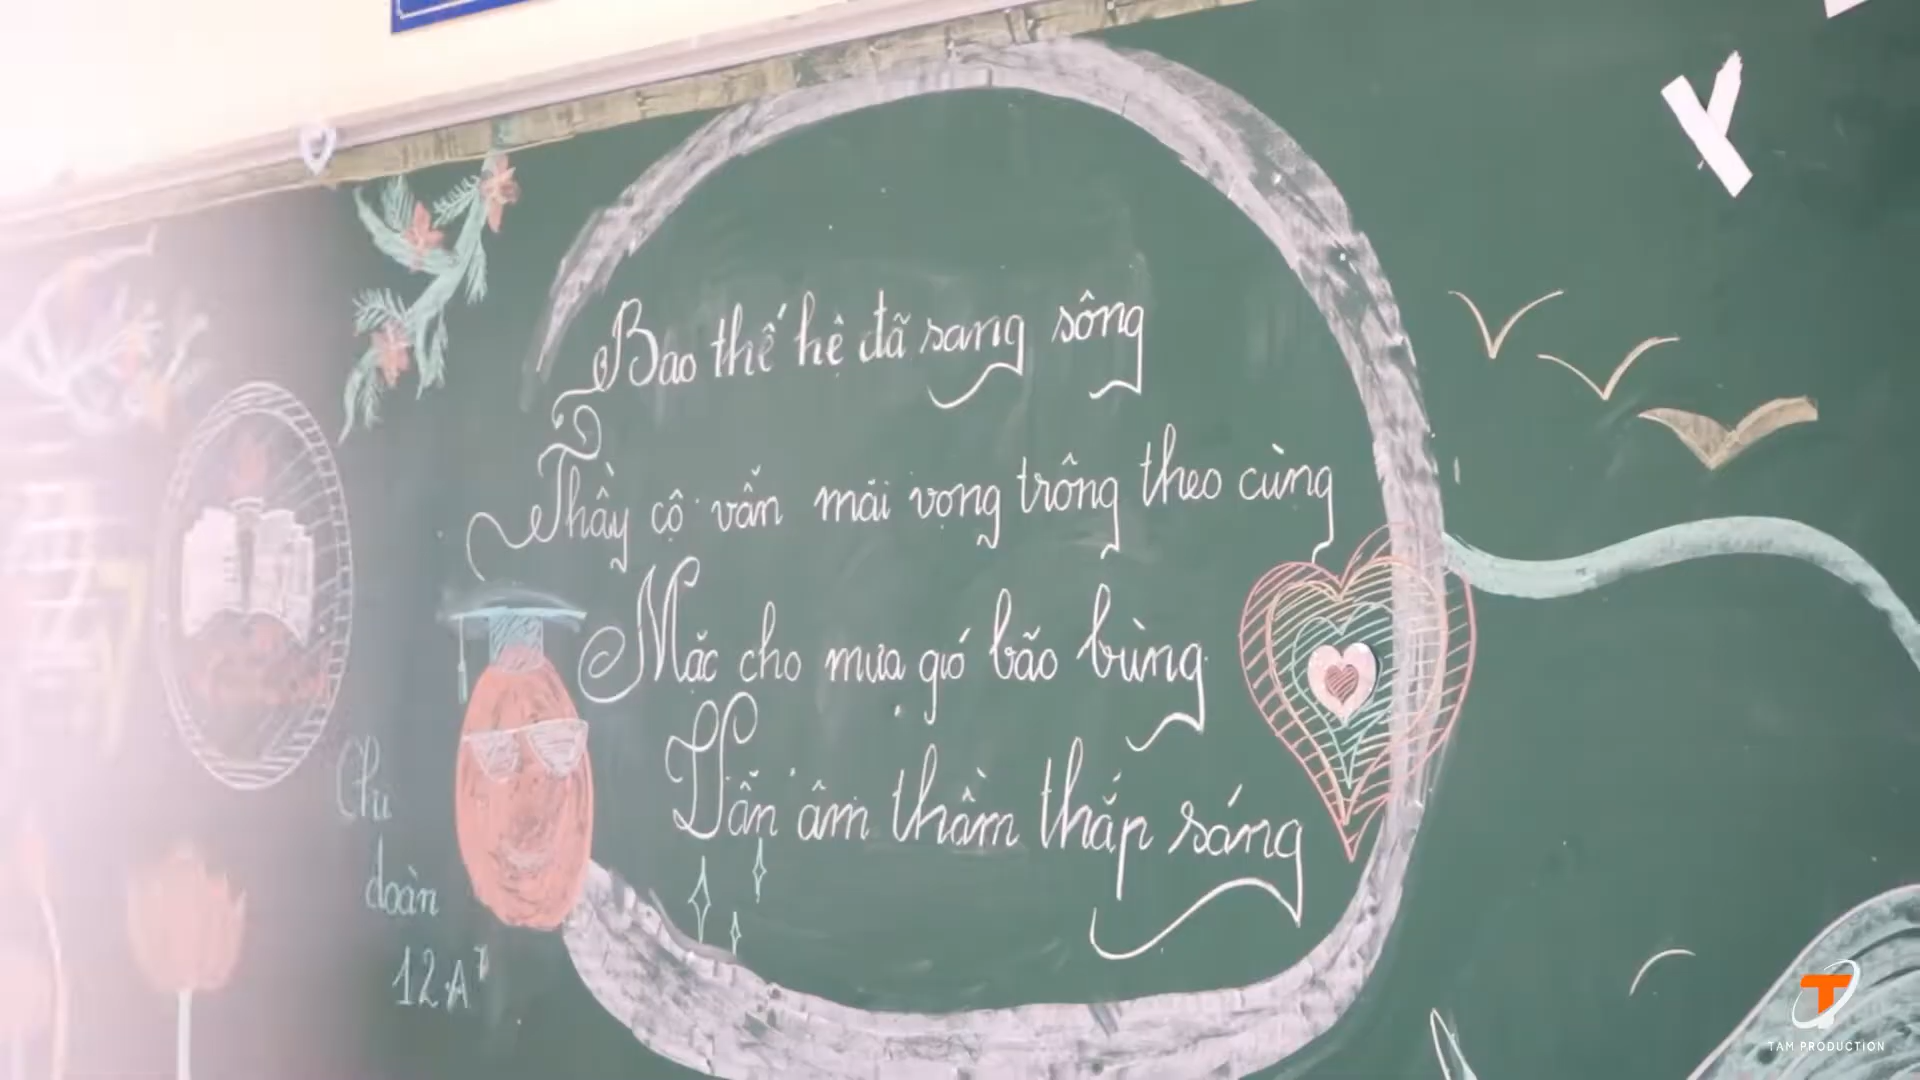 Bao thế hệ đã sang sông
Thầy cô vẫn mãi vọng trông theo cùng
Mặc cho mưa gió bão bùng
Vẫn âm thầm thắp sáng
Chi
đoàn
12A7
TAM PRODUCTION